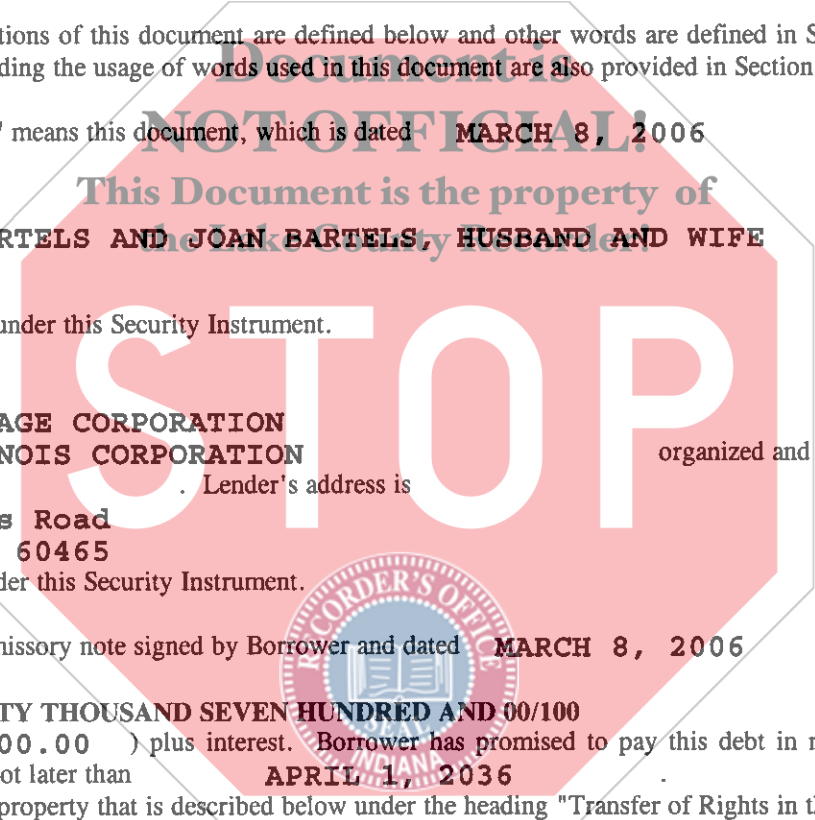 tions of this document are defined below and other words are defined in S
Document is
ding the usage of words used in this document are also provided in Section
' means this document, which is dated MARCH 8, 2006
NOT OFFICIAL!
This Document is the property of
RTELS AND JOAN BARTELS, HUSBAND AND WIFE
the Lake County Recorder!
under this Security Instrument.
STOP
AGE CORPORATION
NOIS CORPORATION organized and
. Lender's address is
s Road
60465
der this Security Instrument.
RECORDER'S OFFICE
nissory note signed by Borrower and dated MARCH 8, 2006
TY THOUSAND SEVEN HUNDRED AND 00/100
SEAL
00.00 ) plus interest. Borrower has promised to pay this debt in
INDIANA
ot later than APRIL 1, 2036 .
property that is described below under the heading "Transfer of Rights in t